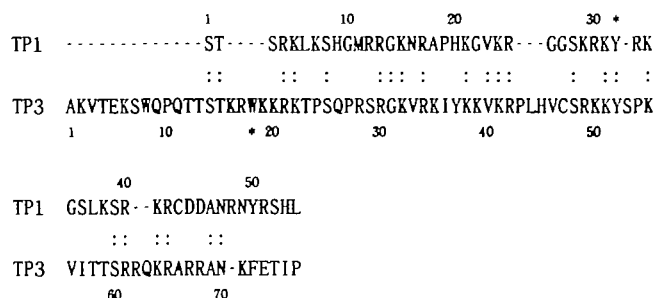 1 10 20 30 *
TP1 -------------ST----SRKLKSHGMRRGKNRAPHKGVKR---GGSKRKY-RK
:: :: : ::: : ::: : :: :
TP3 AKVTEKSWQPQTTSTKRWKKRKTPSQPRSRGKVRKIYKKVKRPLHVCSRKKYSPK
1 10 * 20 30 40 50
40 50
TP1 GSLKSR--KRCDDANRNYRSHL
:: :: ::
TP3 VITTSRRQKRARRAN-KFETIP
60 70